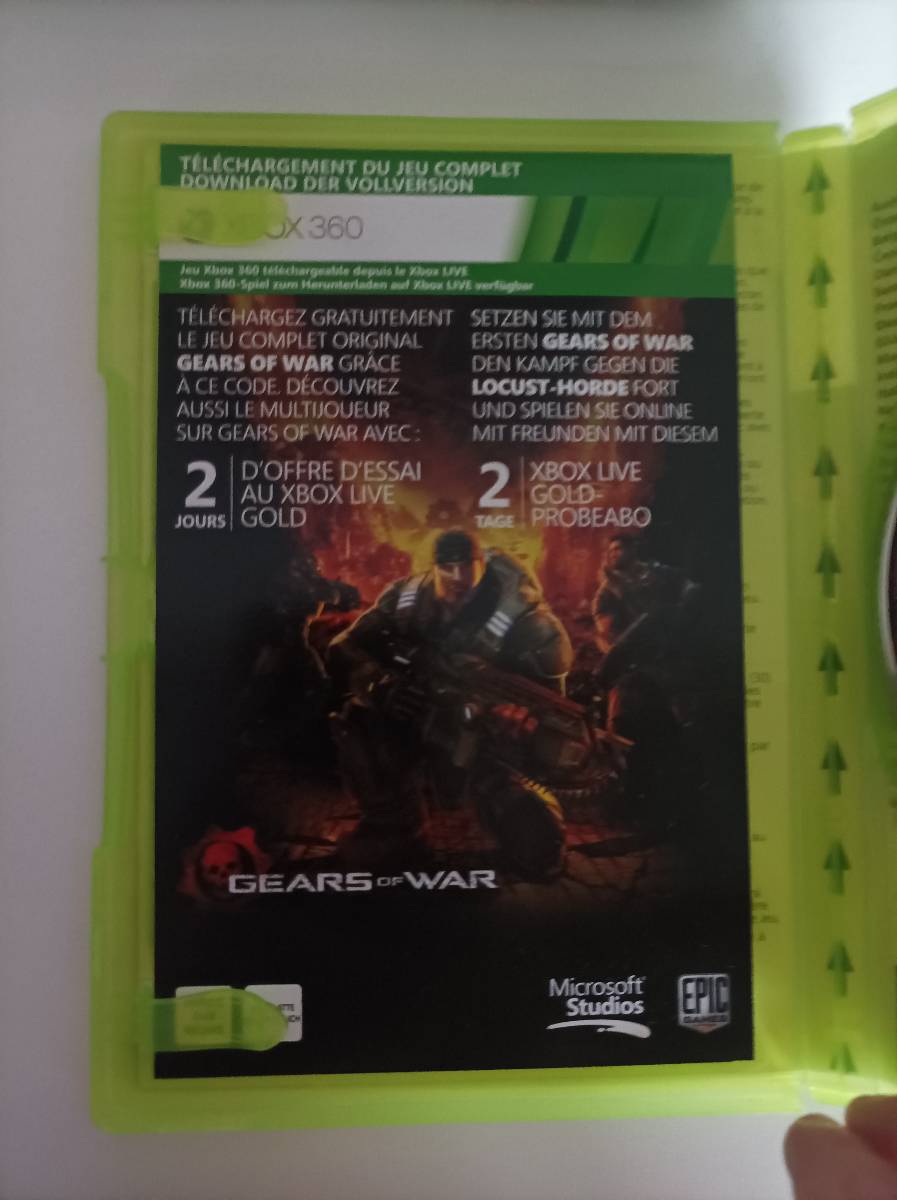 TÉLÉCHARGEMENT DU JEU COMPLET
DOWNLOAD DER VOLLVERSION
XBOX 360
Jeu Xbox 360 téléchargeable depuis le Xbox LIVE
Xbox 360-Spiel zum Herunterladen auf Xbox LIVE verfügbar
TÉLÉCHARGEZ GRATUITEMENT
LE JEU COMPLET ORIGINAL
GEARS OF WAR GRÂCE
À CE CODE. DÉCOUVREZ
AUSSI LE MULTIJOUEUR
SUR GEARS OF WAR AVEC :
2 JOURS
D'OFFRE D'ESSAI
AU XBOX LIVE
GOLD
SETZEN SIE MIT DEM
ERSTEN GEARS OF WAR
DEN KAMPF GEGEN DIE
LOCUST-HORDE FORT
UND SPIELEN SIE ONLINE
MIT FREUNDEN MIT DIESEM
2 TAGE
XBOX LIVE
GOLD-
PROBEABO
GEARS OF WAR
Microsoft
Studios
EPIC
GAMES